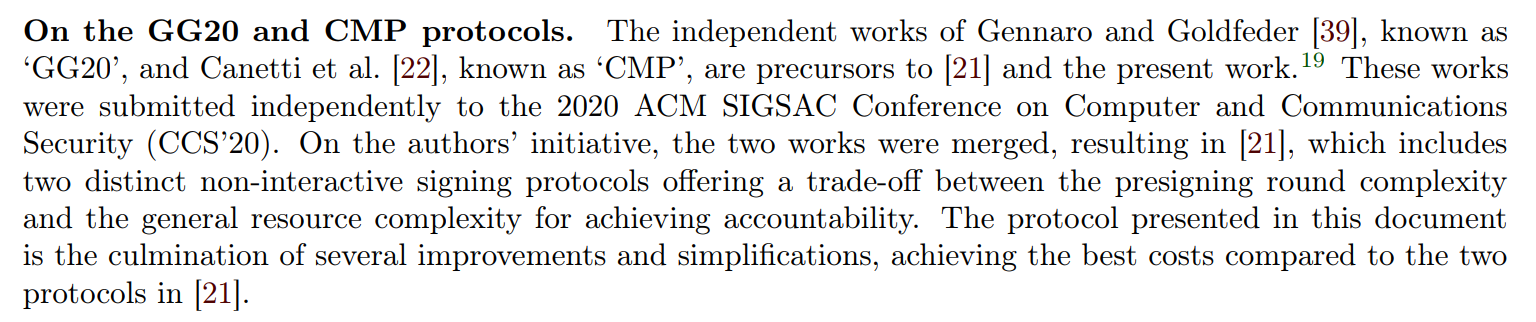 On the GG20 and CMP protocols. The independent works of Gennaro and Goldfeder [39], known as
‘GG20’, and Canetti et al. [22], known as ‘CMP’, are precursors to [21] and the present work.19 These works
were submitted independently to the 2020 ACM SIGSAC Conference on Computer and Communications
Security (CCS’20). On the authors’ initiative, the two works were merged, resulting in [21], which includes
two distinct non-interactive signing protocols offering a trade-off between the presigning round complexity
and the general resource complexity for achieving accountability. The protocol presented in this document
is the culmination of several improvements and simplifications, achieving the best costs compared to the two
protocols in [21].